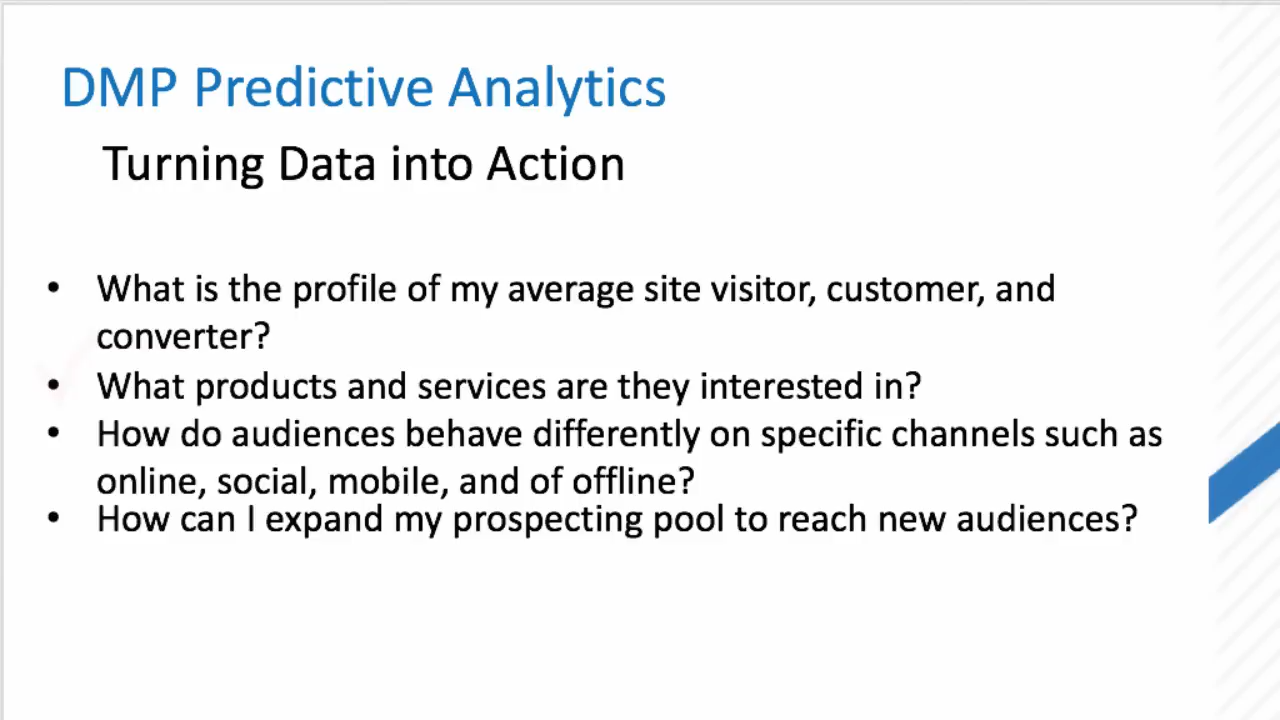 DMP Predictive Analytics
Turning Data into Action
• What is the profile of my average site visitor, customer, and
converter?
• What products and services are they interested in?
• How do audiences behave differently on specific channels such as
online, social, mobile, and of offline?
• How can I expand my prospecting pool to reach new audiences?